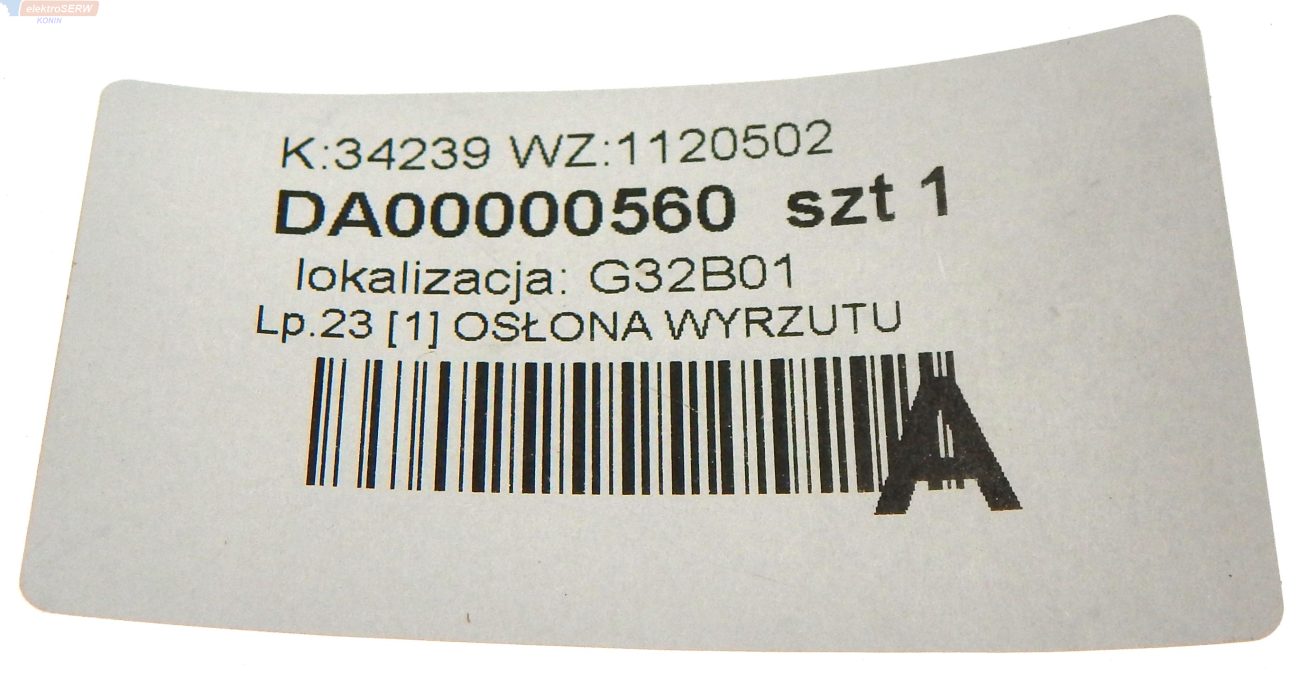 elektroSERW
KONIN
K:34239 WZ:1120502
DA00000560 szt 1
lokalizacja: G32B01
Lp.23 [1] OSŁONA WYRZUTU
A